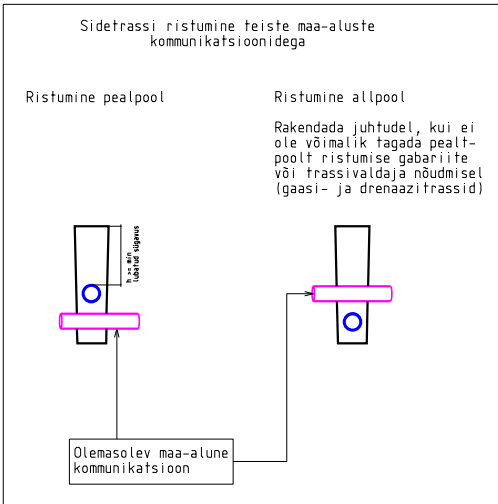 Sidetrassi ristumine teiste maa-aluste
kommunikatsioonidega
Ristumine pealpool
Ristumine allpool
Rakendada juhtudel, kui ei
ole võimalik tagada pealt-
poolt ristumise gabariite
või trassivaldaja nõudmisel
(gaasi- ja drenaazitrassid)
h >= min
lubatud sügavus
Olemasolev maa-alune
kommunikatsioon